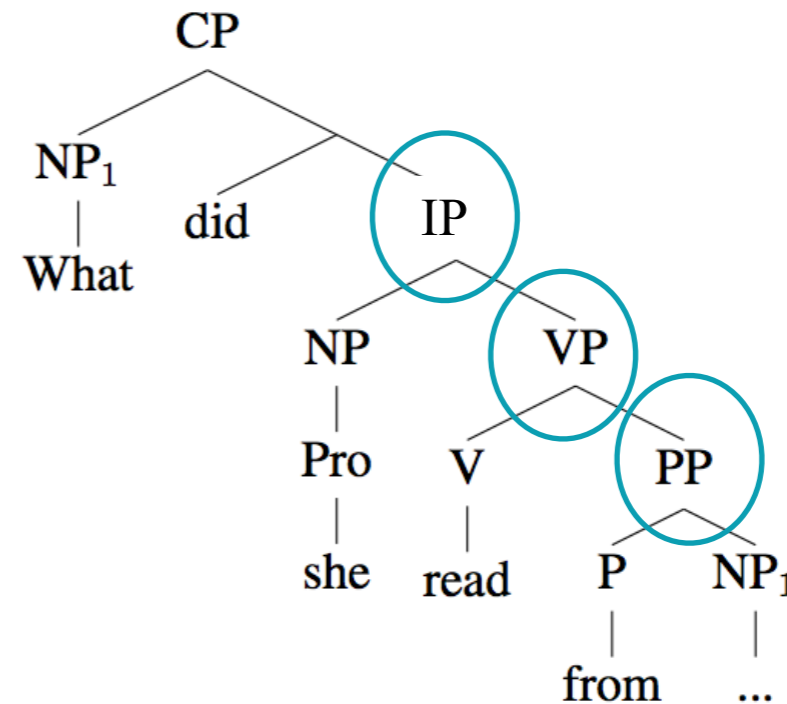 CP
NP₁
did
IP
What
NP
VP
Pro
V
PP
she
read
P
NP₁
from
...